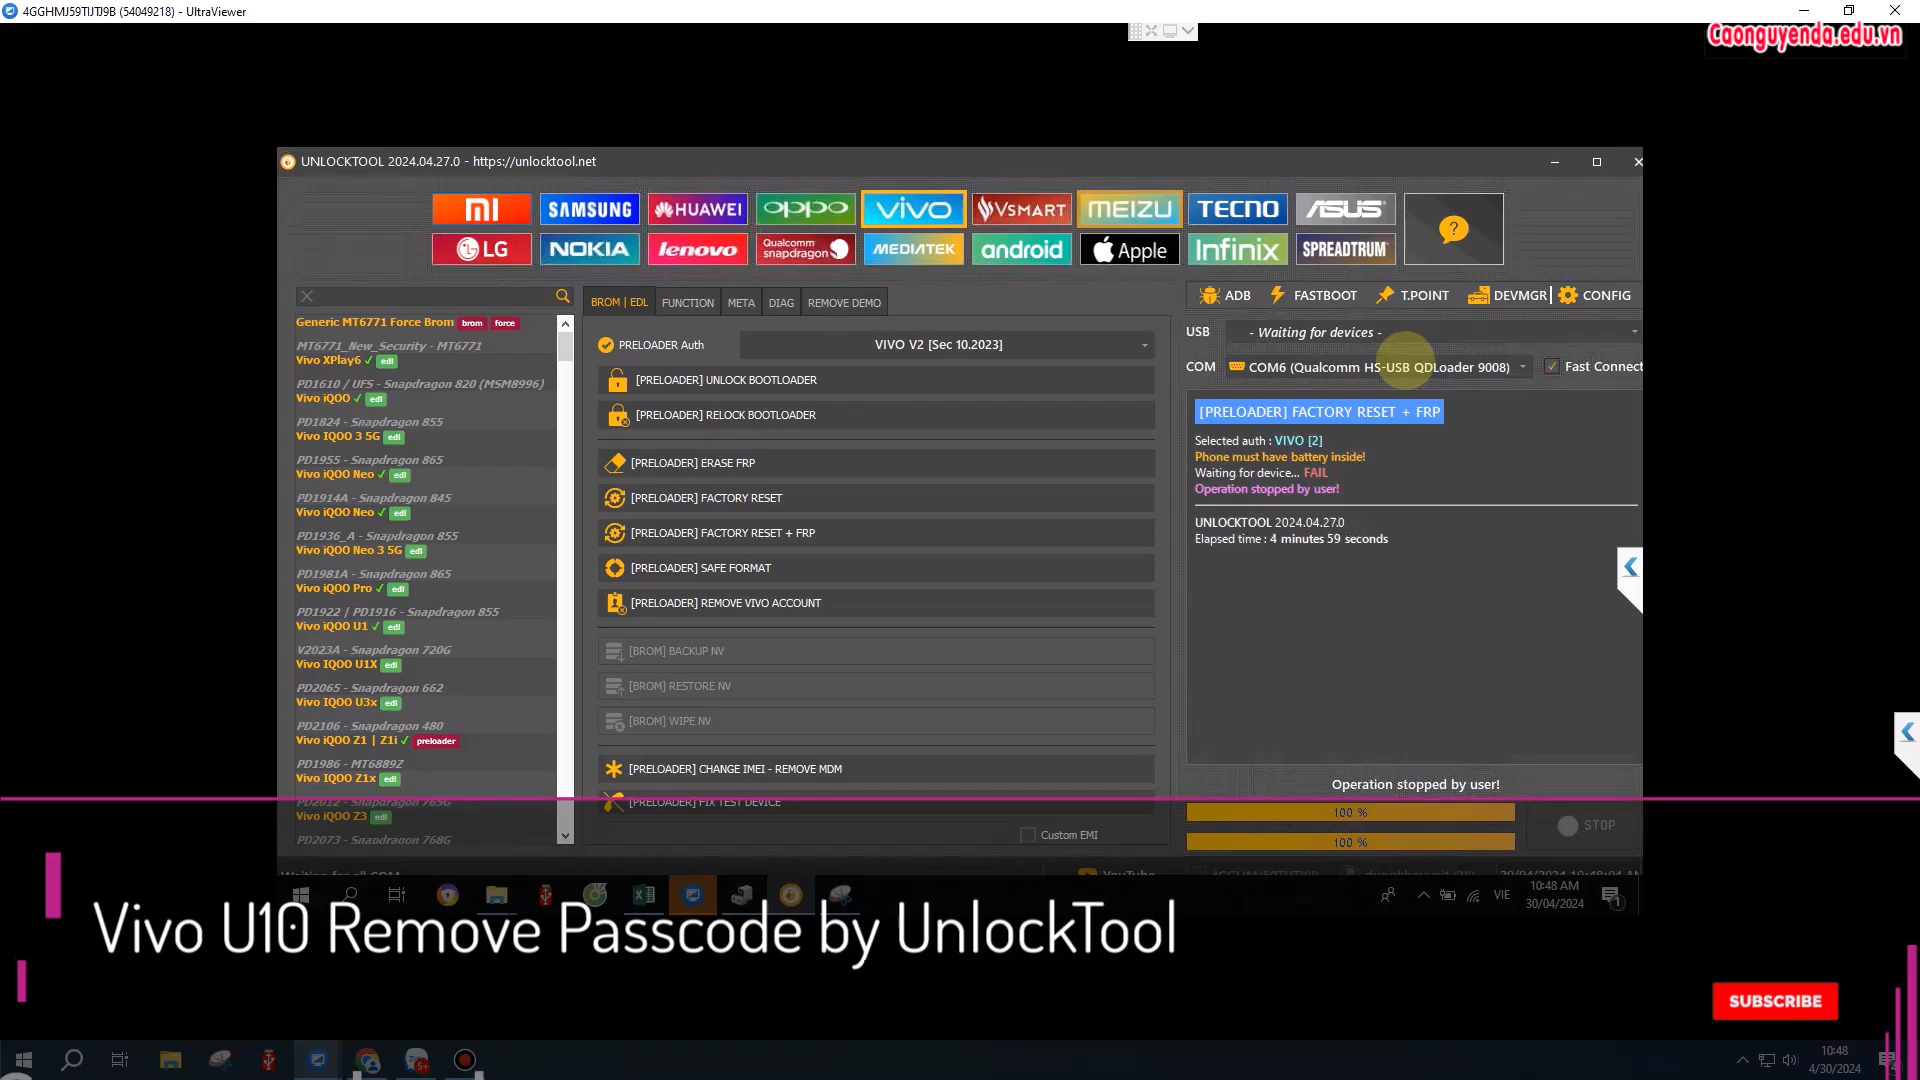 4GGHMJ59TIJTJ9B (54049218) - UltraViewer
Caonguyenda.edu.vn
UNLOCKTOOL 2024.04.27.0 - https://unlocktool.net
MI SAMSUNG HUAWEI OPPO VIVO VSMART MEIZU TECNO ASUS
LG NOKIA lenovo Qualcomm snapdragon MEDIATEK android Apple Infinix SPREADTRUM
BROM | EDL FUNCTION META DIAG REMOVE DEMO
ADB FASTBOOT T.POINT DEVMGR CONFIG
Generic MT6771 Force Brom brom force
MT6771_New_Security - MT6771
Vivo XPlay6 ✓ edl
PD1610 / UFS - Snapdragon 820 (MSM8996)
Vivo iQOO ✓ edl
PD1824 - Snapdragon 855
Vivo IQOO 3 5G edl
PD1955 - Snapdragon 865
Vivo iQOO Neo ✓ edl
PD1914A - Snapdragon 845
Vivo iQOO Neo ✓ edl
PD1936_A - Snapdragon 855
Vivo iQOO Neo 3 5G edl
PD1981A - Snapdragon 865
Vivo iQOO Pro ✓ edl
PD1922 | PD1916 - Snapdragon 855
Vivo iQOO U1 ✓ edl
V2023A - Snapdragon 720G
Vivo IQOO U1X edl
PD2065 - Snapdragon 662
Vivo IQOO U3x edl
PD2106 - Snapdragon 480
Vivo iQOO Z1 | Z1i ✓ preloader
PD1986 - MT6889Z
Vivo IQOO Z1x edl
PD2012 - Snapdragon 765G
Vivo iQOO Z3 edl
PD2073 - Snapdragon 768G
PRELOADER Auth VIVO V2 [Sec 10.2023]
[PRELOADER] UNLOCK BOOTLOADER
[PRELOADER] RELOCK BOOTLOADER
[PRELOADER] ERASE FRP
[PRELOADER] FACTORY RESET
[PRELOADER] FACTORY RESET + FRP
[PRELOADER] SAFE FORMAT
[PRELOADER] REMOVE VIVO ACCOUNT
[BROM] BACKUP NV
[BROM] RESTORE NV
[BROM] WIPE NV
[PRELOADER] CHANGE IMEI - REMOVE MDM
[PRELOADER] FIX TEST DEVICE
Custom EMI
USB - Waiting for devices -
COM COM6 (Qualcomm HS-USB QDLoader 9008) Fast Connect
[PRELOADER] FACTORY RESET + FRP
Selected auth : VIVO [2]
Phone must have battery inside!
Waiting for device... FAIL
Operation stopped by user!
UNLOCKTOOL 2024.04.27.0
Elapsed time : 4 minutes 59 seconds
Operation stopped by user!
100 %
STOP
100 %
VIE
10:48 AM
30/04/2024
1
Vivo U10 Remove Passcode by UnlockTool
SUBSCRIBE
5+
10:48
4/30/2024